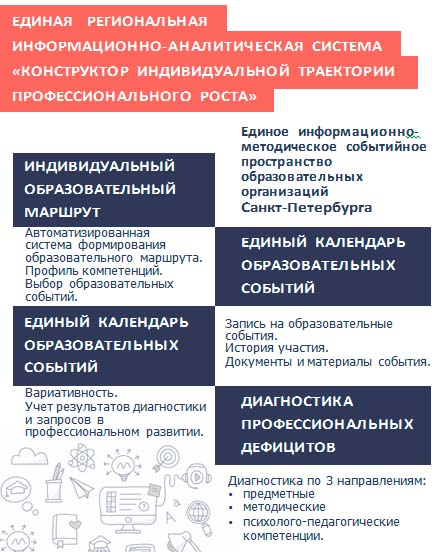 ЕДИНАЯ РЕГИОНАЛЬНАЯ
ИНФОРМАЦИОННО-АНАЛИТИЧЕСКАЯ СИСТЕМА
«КОНСТРУКТОР ИНДИВИДУАЛЬНОЙ ТРАЕКТОРИИ
ПРОФЕССИОНАЛЬНОГО РОСТА»
Единое информационно-
методическое событийное
пространство
образовательных
организаций
Санкт-Петербурга
ИНДИВИДУАЛЬНЫЙ
ОБРАЗОВАТЕЛЬНЫЙ
МАРШРУТ
Автоматизированная
система формирования
образовательного маршрута.
Профиль компетенций.
Выбор образовательных
событий.
ЕДИНЫЙ КАЛЕНДАРЬ
ОБРАЗОВАТЕЛЬНЫХ
СОБЫТИЙ
ЕДИНЫЙ КАЛЕНДАРЬ
ОБРАЗОВАТЕЛЬНЫХ
СОБЫТИЙ
Запись на образовательные
события.
История участия.
Документы и материалы события.
Вариативность.
Учет результатов диагностики
и запросов в
профессиональном развитии.
ДИАГНОСТИКА
ПРОФЕССИОНАЛЬНЫХ
ДЕФИЦИТОВ
Диагностика по 3 направлениям:
• предметные
• методические
• психолого-педагогические
компетенции.